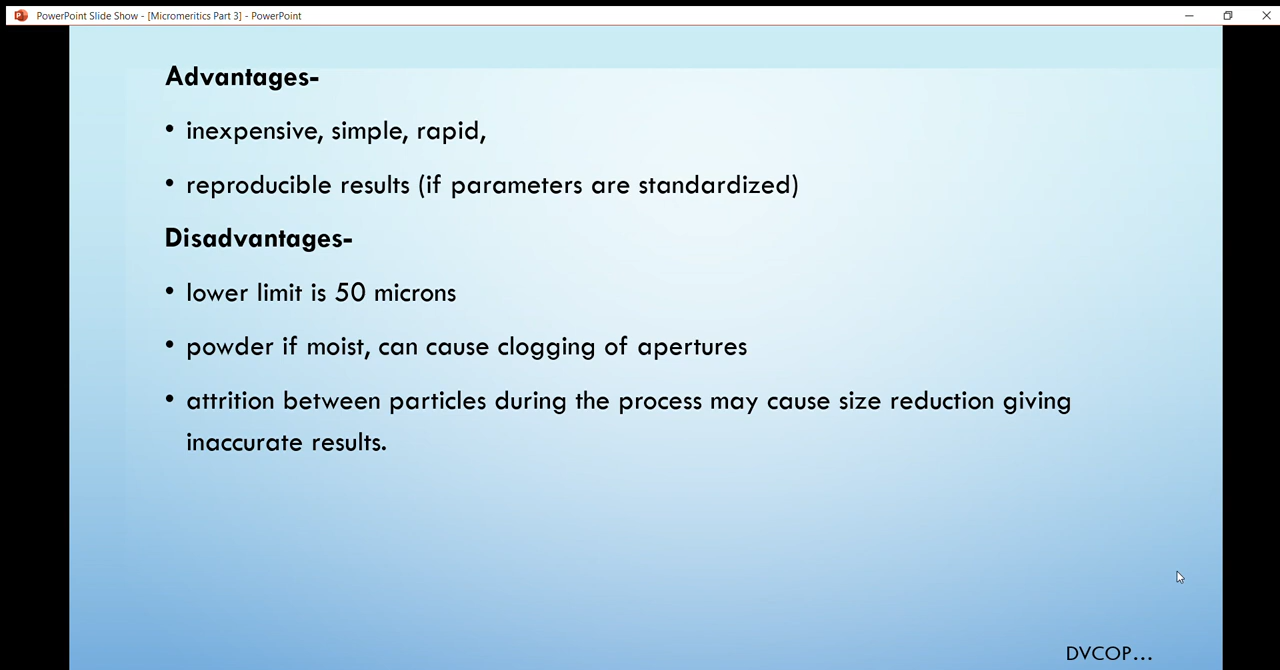 PowerPoint Slide Show - [Micromeritics Part 3] - PowerPoint
Advantages-
• inexpensive, simple, rapid,
• reproducible results (if parameters are standardized)
Disadvantages-
• lower limit is 50 microns
• powder if moist, can cause clogging of apertures
• attrition between particles during the process may cause size reduction giving
inaccurate results.
DVCOP...